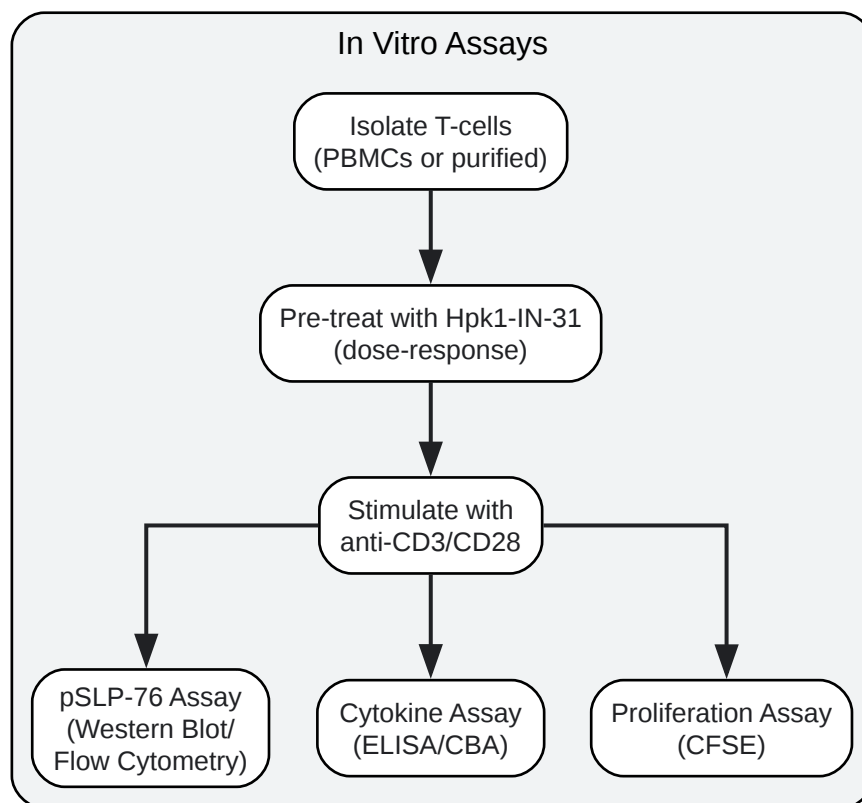 In Vitro Assays
Isolate T-cells
(PBMCs or purified)
Pre-treat with Hpk1-IN-31
(dose-response)
Stimulate with
anti-CD3/CD28
pSLP-76 Assay
(Western Blot/
Flow Cytometry)
Cytokine Assay
(ELISA/CBA)
Proliferation Assay
(CFSE)